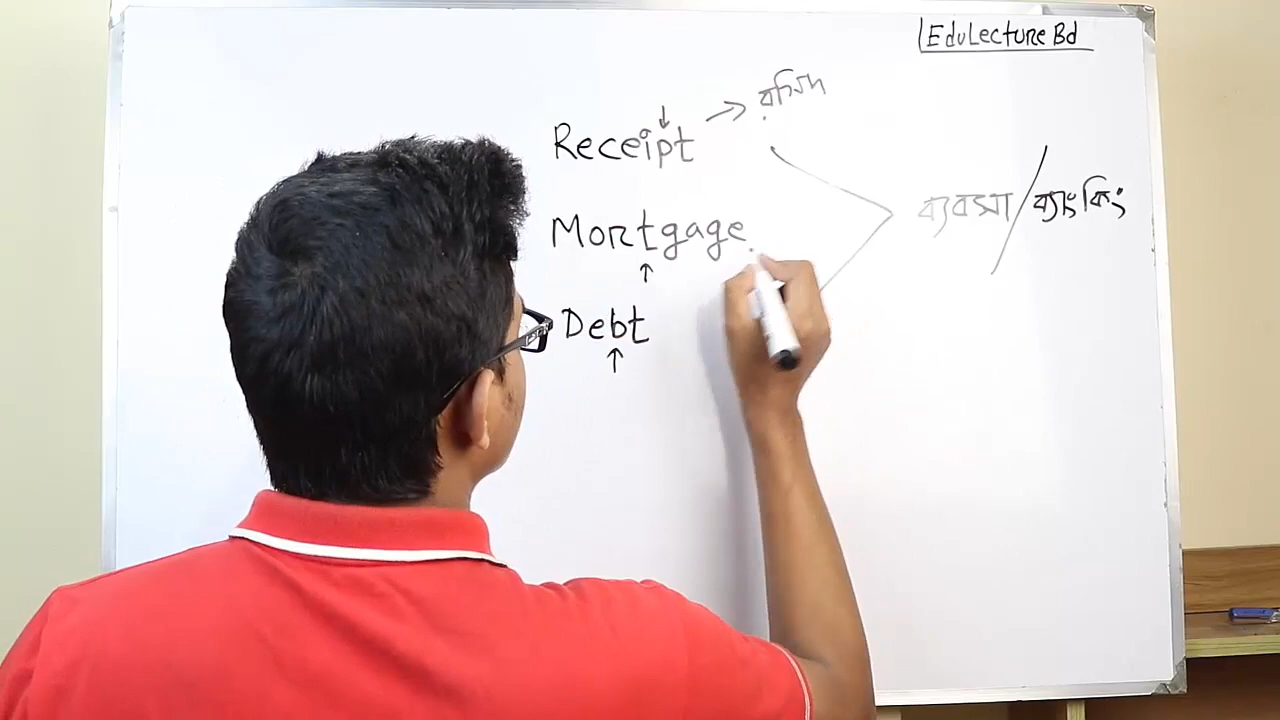 EduLecture Bd
Receipt → রসিদ
Mortgage
Debt
ব্যবসা / ব্যাংকিং